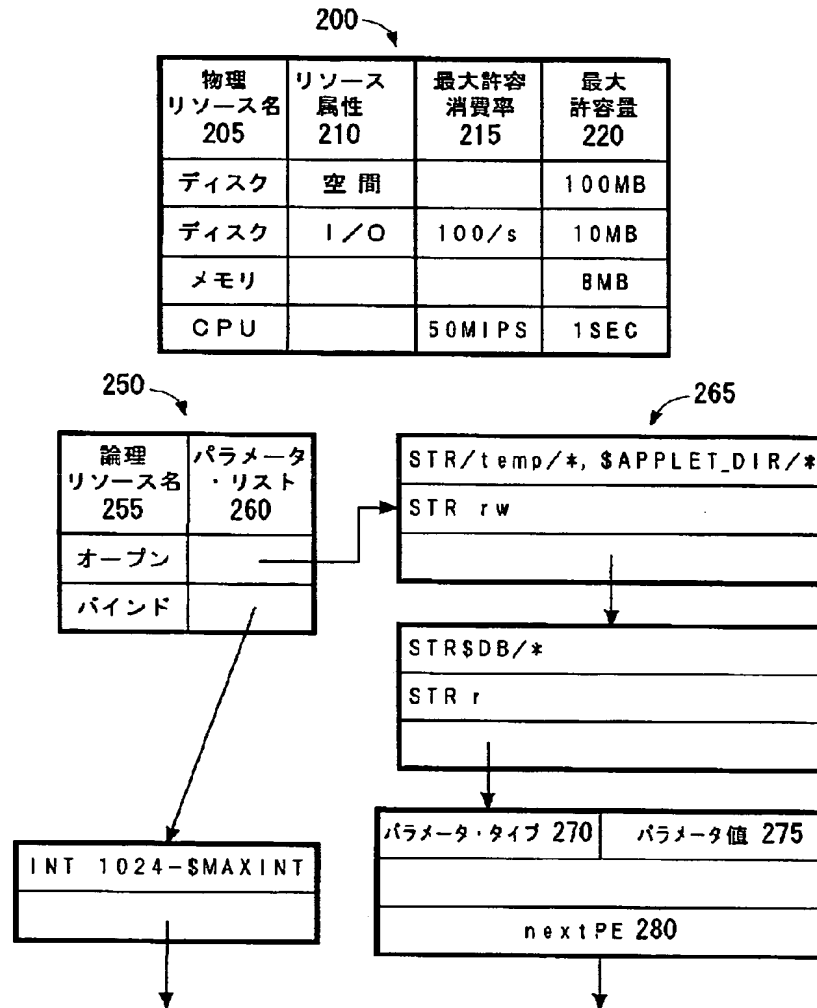 200
物理
リソース名
205
リソース
属性
210
最大許容
消費率
215
最大
許容量
220
ディスク 空間 100MB
ディスク I/O 100/s 10MB
メモリ 8MB
CPU 50MIPS 1SEC
250
論理
リソース名
255
パラメータ
・リスト
260
オープン
バインド
265
STR/temp/*, $APPLET_DIR/*
STR rw
STR$DB/*
STR r
パラメータ・タイプ 270 パラメータ値 275
nextPE 280
INT 1024-$MAXINT